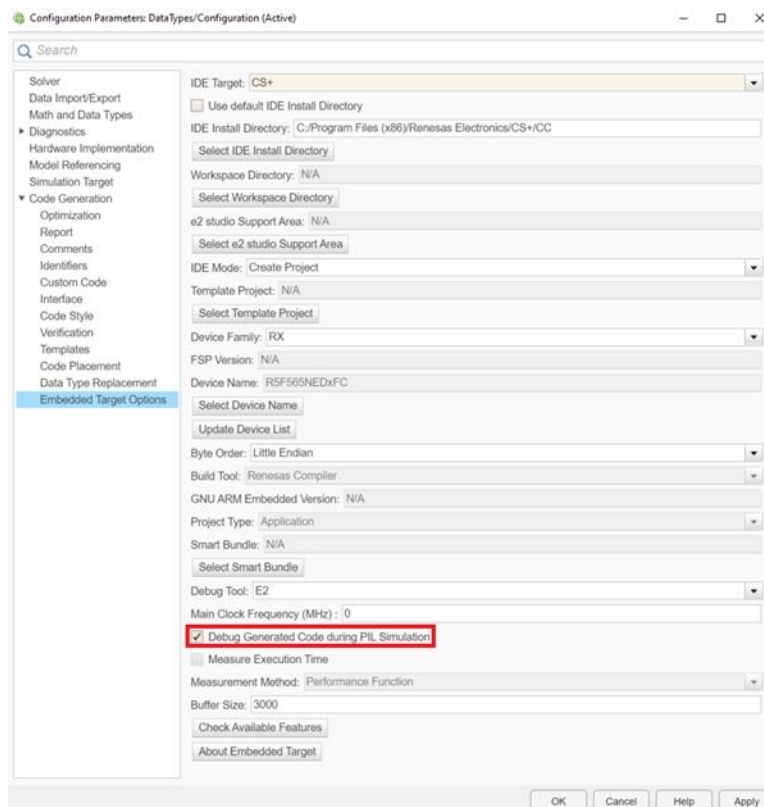 Configuration Parameters: DataTypes/Configuration (Active)
Search
Solver
Data Import/Export
Math and Data Types
Diagnostics
Hardware Implementation
Model Referencing
Simulation Target
Code Generation
Optimization
Report
Comments
Identifiers
Custom Code
Interface
Code Style
Verification
Templates
Code Placement
Data Type Replacement
Embedded Target Options
IDE Target: CS+
Use default IDE Install Directory
IDE Install Directory: C:/Program Files (x86)/Renesas Electronics/CS+/CC
Select IDE Install Directory
Workspace Directory: N/A
Select Workspace Directory
e2 studio Support Area: N/A
Select e2 studio Support Area
IDE Mode: Create Project
Template Project: N/A
Select Template Project
Device Family: RX
FSP Version: N/A
Device Name: R5F565NEDxFC
Select Device Name
Update Device List
Byte Order: Little Endian
Build Tool: Renesas Compiler
GNU ARM Embedded Version: N/A
Project Type: Application
Smart Bundle: N/A
Select Smart Bundle
Debug Tool: E2
Main Clock Frequency (MHz) : 0
Debug Generated Code during PIL Simulation
Measure Execution Time
Measurement Method: Performance Function
Buffer Size: 3000
Check Available Features
About Embedded Target
OK Cancel Help Apply